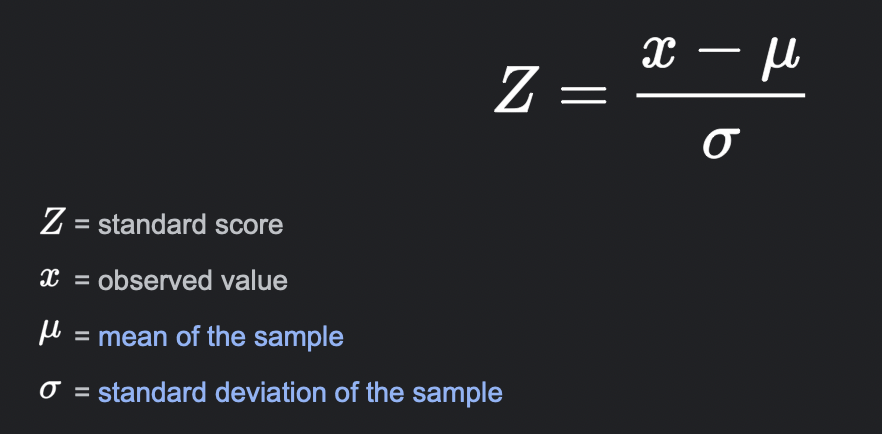 Z = x − μ / σ
Z = standard score
x = observed value
μ = mean of the sample
σ = standard deviation of the sample